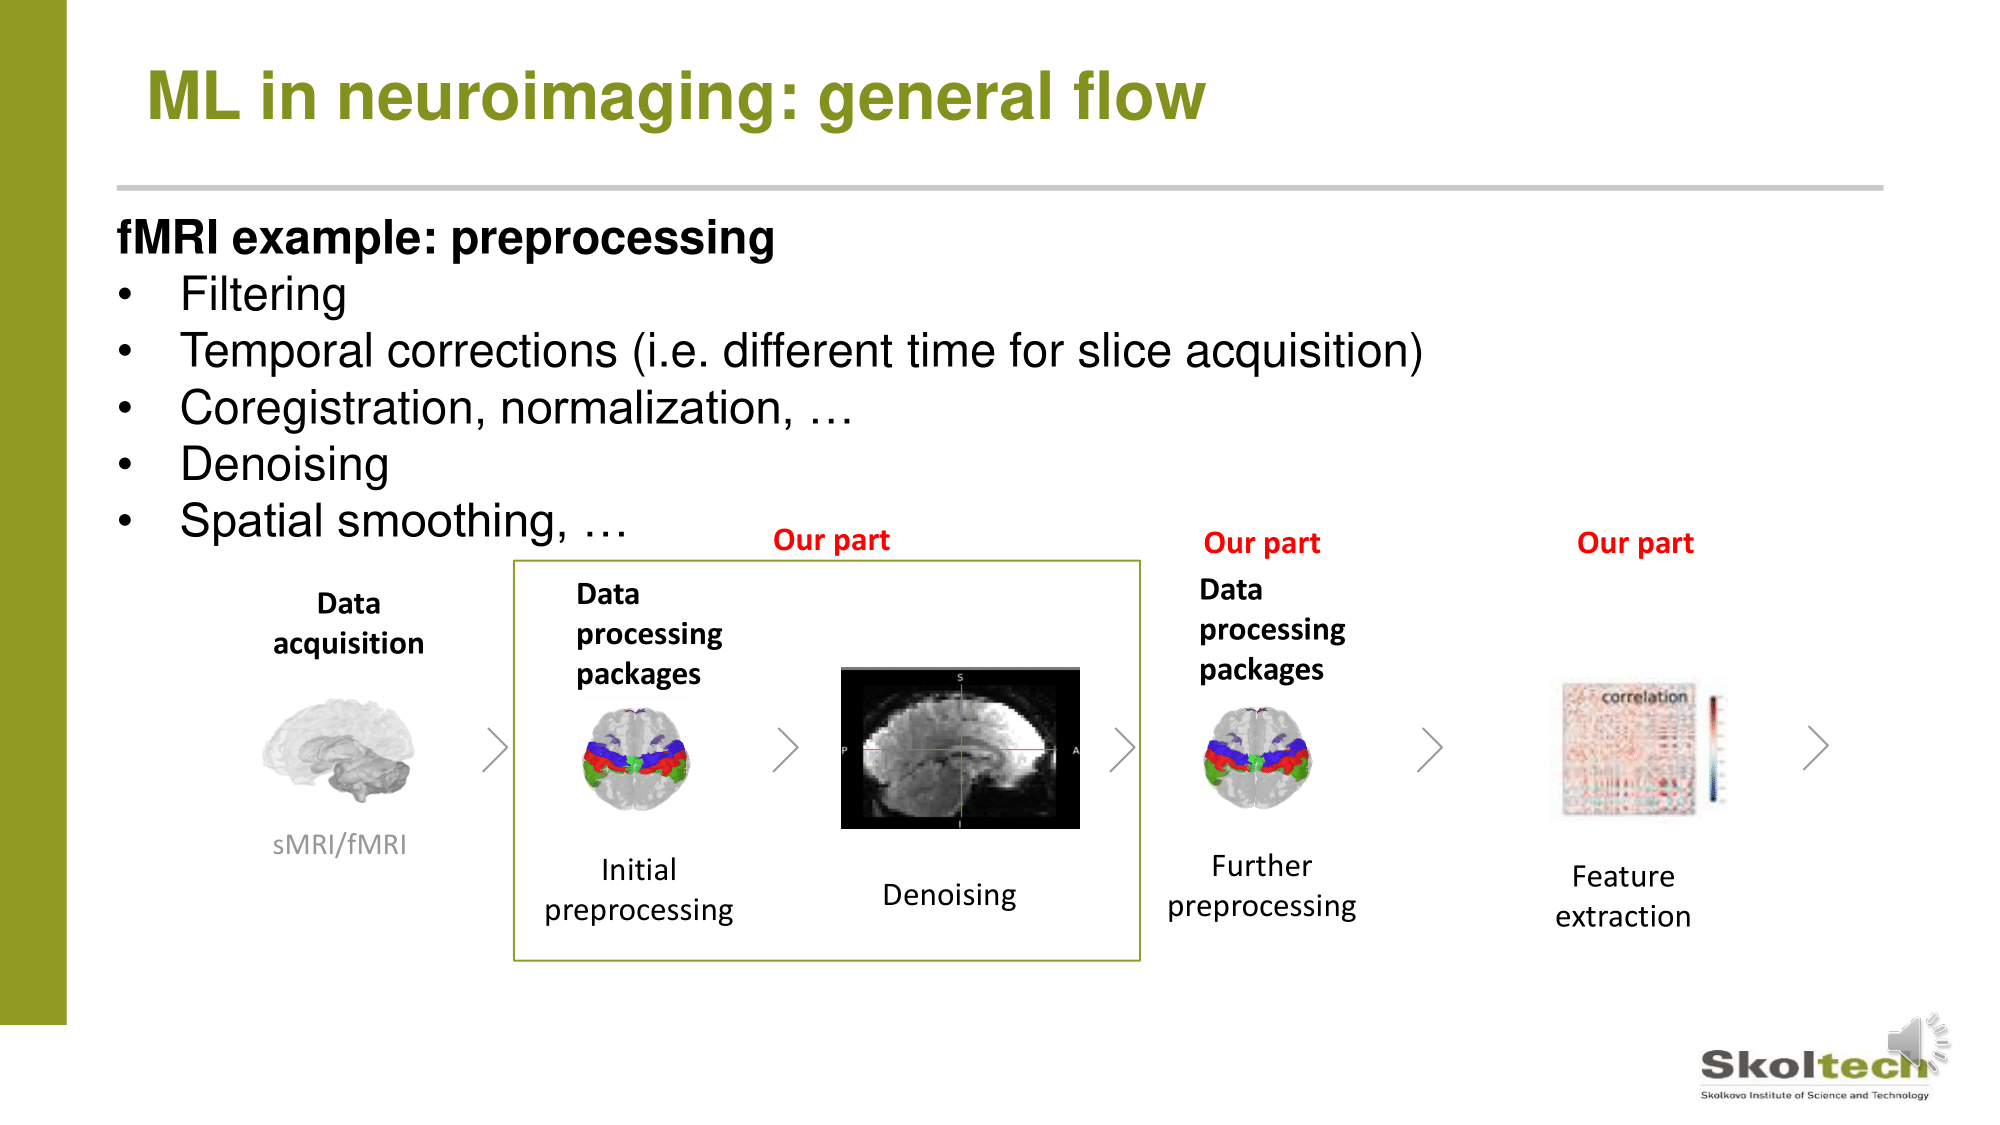 ML in neuroimaging: general flow
fMRI example: preprocessing
• Filtering
• Temporal corrections (i.e. different time for slice acquisition)
• Coregistration, normalization, …
• Denoising
• Spatial smoothing, …
Our part
Our part
Our part
Data
acquisition
Data
processing
packages
Data
processing
packages
S
P
A
I
correlation
sMRI/fMRI
Initial
preprocessing
Denoising
Further
preprocessing
Feature
extraction
Skoltech
Skolkovo Institute of Science and Technology